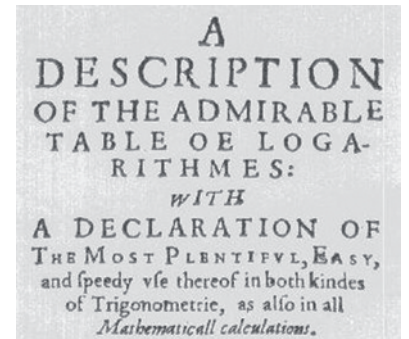 A
DESCRIPTION
OF THE ADMIRABLE
TABLE OE LOGA-
RITHMES:
WITH
A DECLARATION OF
THE MOST PLENTIFVL, EASY,
and ſpeedy vſe thereof in both kindes
of Trigonometrie, as alſo in all
Mathematicall calculations.